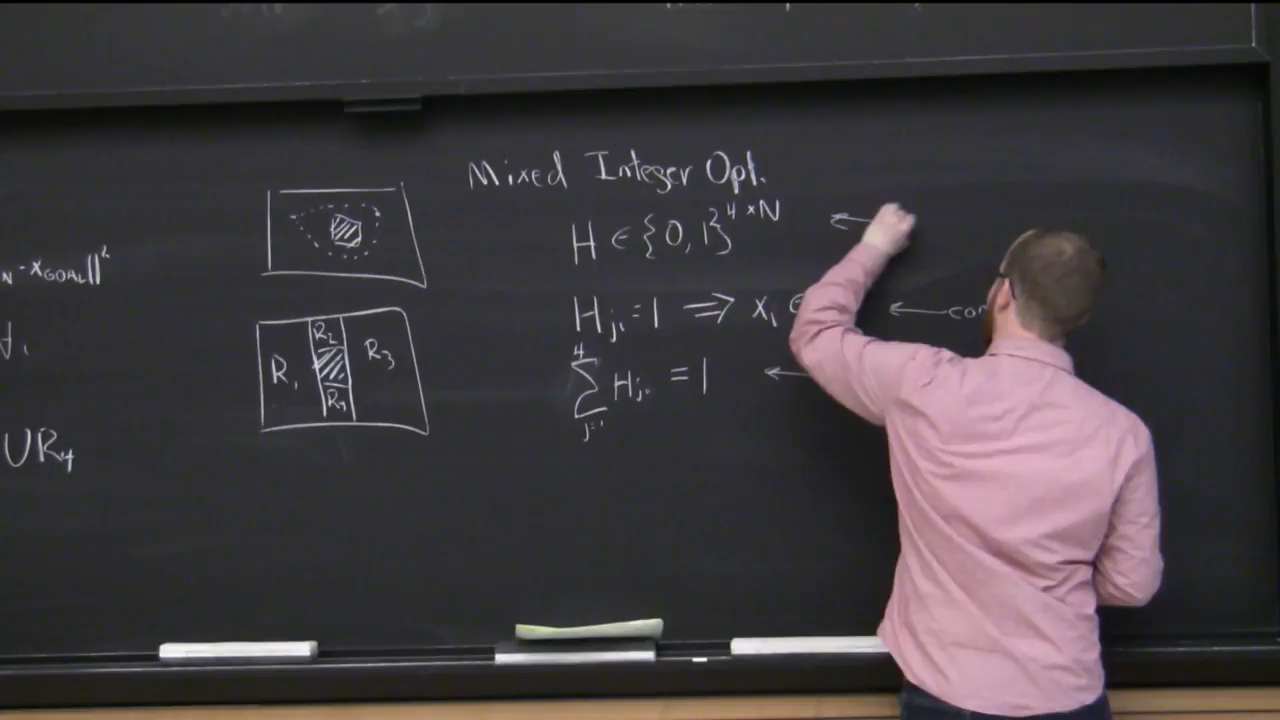 Mixed Integer Opt.
H ∈ {0, 1}^{4×N}
N - x_GOAL||²
H_{ji} = 1 ⟹ x_i ∈
← con
R_1 R_2 R_3 R_4
∑_{j=1}^{4} H_{ji} = 1
∀i
∪R_4